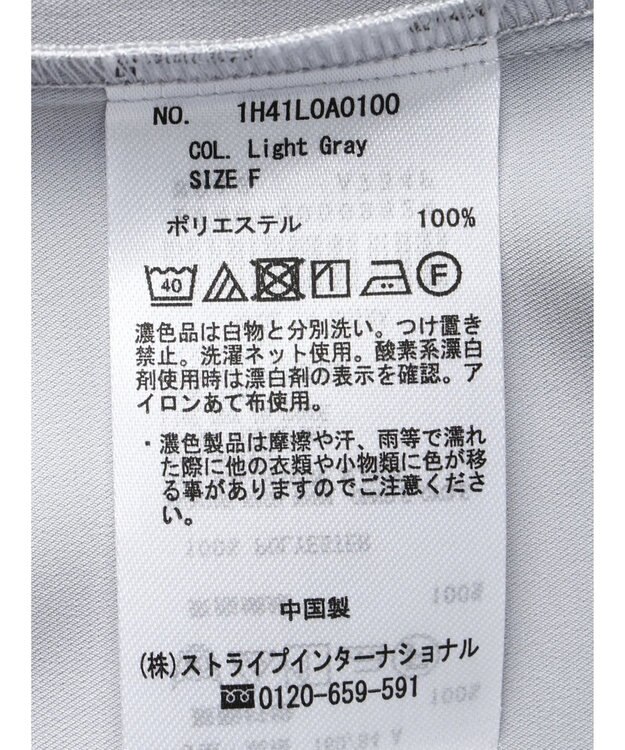 NO. 1H41L0A0100
COL. Light Gray
SIZE F
ポリエステル 100%
40
F
濃色品は白物と分別洗い。つけ置き
禁止。洗濯ネット使用。酸素系漂白
剤使用時は漂白剤の表示を確認。ア
イロンあて布使用。
・濃色製品は摩擦や汗、雨等で濡れ
た際に他の衣類や小物類に色が移
る事がありますのでご注意くださ
い。
中国製
(株)ストライプインターナショナル
0120-659-591